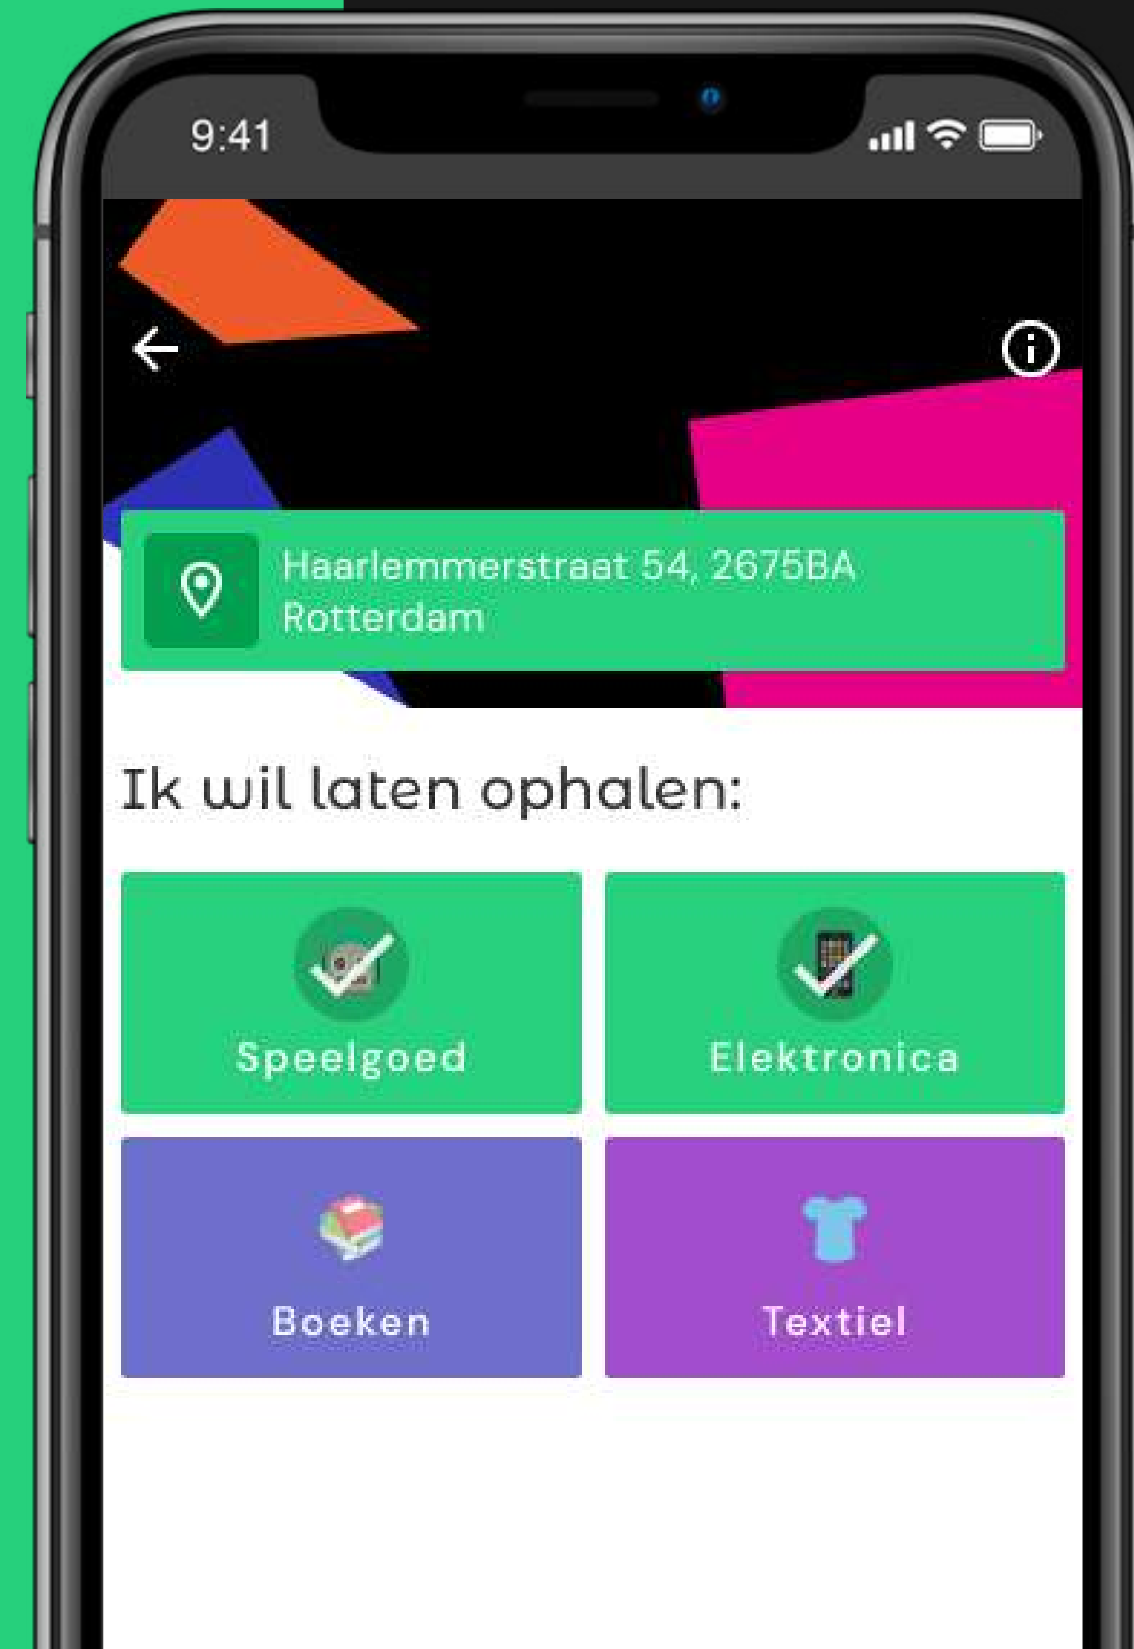 9:41
Haarlemmerstraat 54, 2675BA
Rotterdam
Ik wil laten ophalen:
Speelgoed
Elektronica
Boeken
Textiel